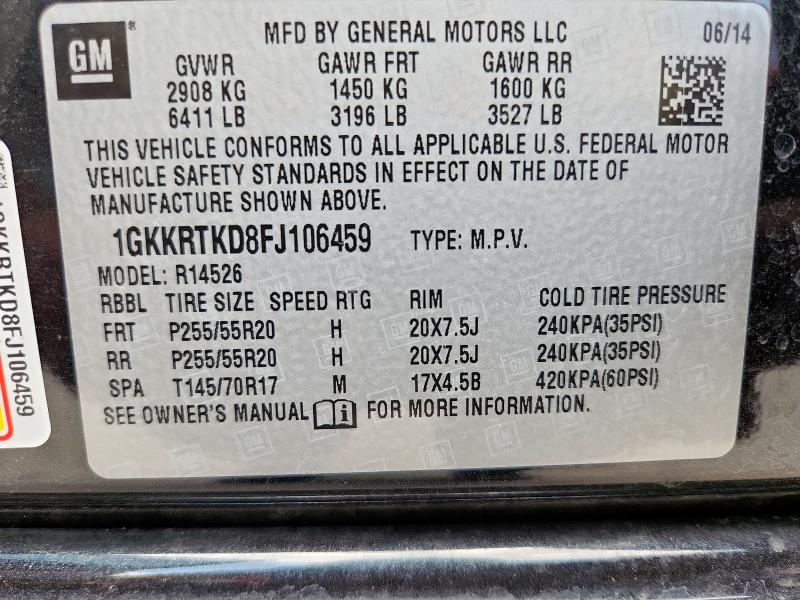 GM
MFD BY GENERAL MOTORS LLC 06/14
GVWR GAWR FRT GAWR RR
2908 KG 1450 KG 1600 KG
6411 LB 3196 LB 3527 LB
THIS VEHICLE CONFORMS TO ALL APPLICABLE U.S. FEDERAL MOTOR
VEHICLE SAFETY STANDARDS IN EFFECT ON THE DATE OF
MANUFACTURE SHOWN ABOVE.
1GKKRTKD8FJ106459 TYPE: M.P.V.
MODEL: R14526
RBBL TIRE SIZE SPEED RTG RIM COLD TIRE PRESSURE
FRT P255/55R20 H 20X7.5J 240KPA(35PSI)
RR P255/55R20 H 20X7.5J 240KPA(35PSI)
SPA T145/70R17 M 17X4.5B 420KPA(60PSI)
SEE OWNER'S MANUAL FOR MORE INFORMATION.
1GKKRTKD8FJ106459